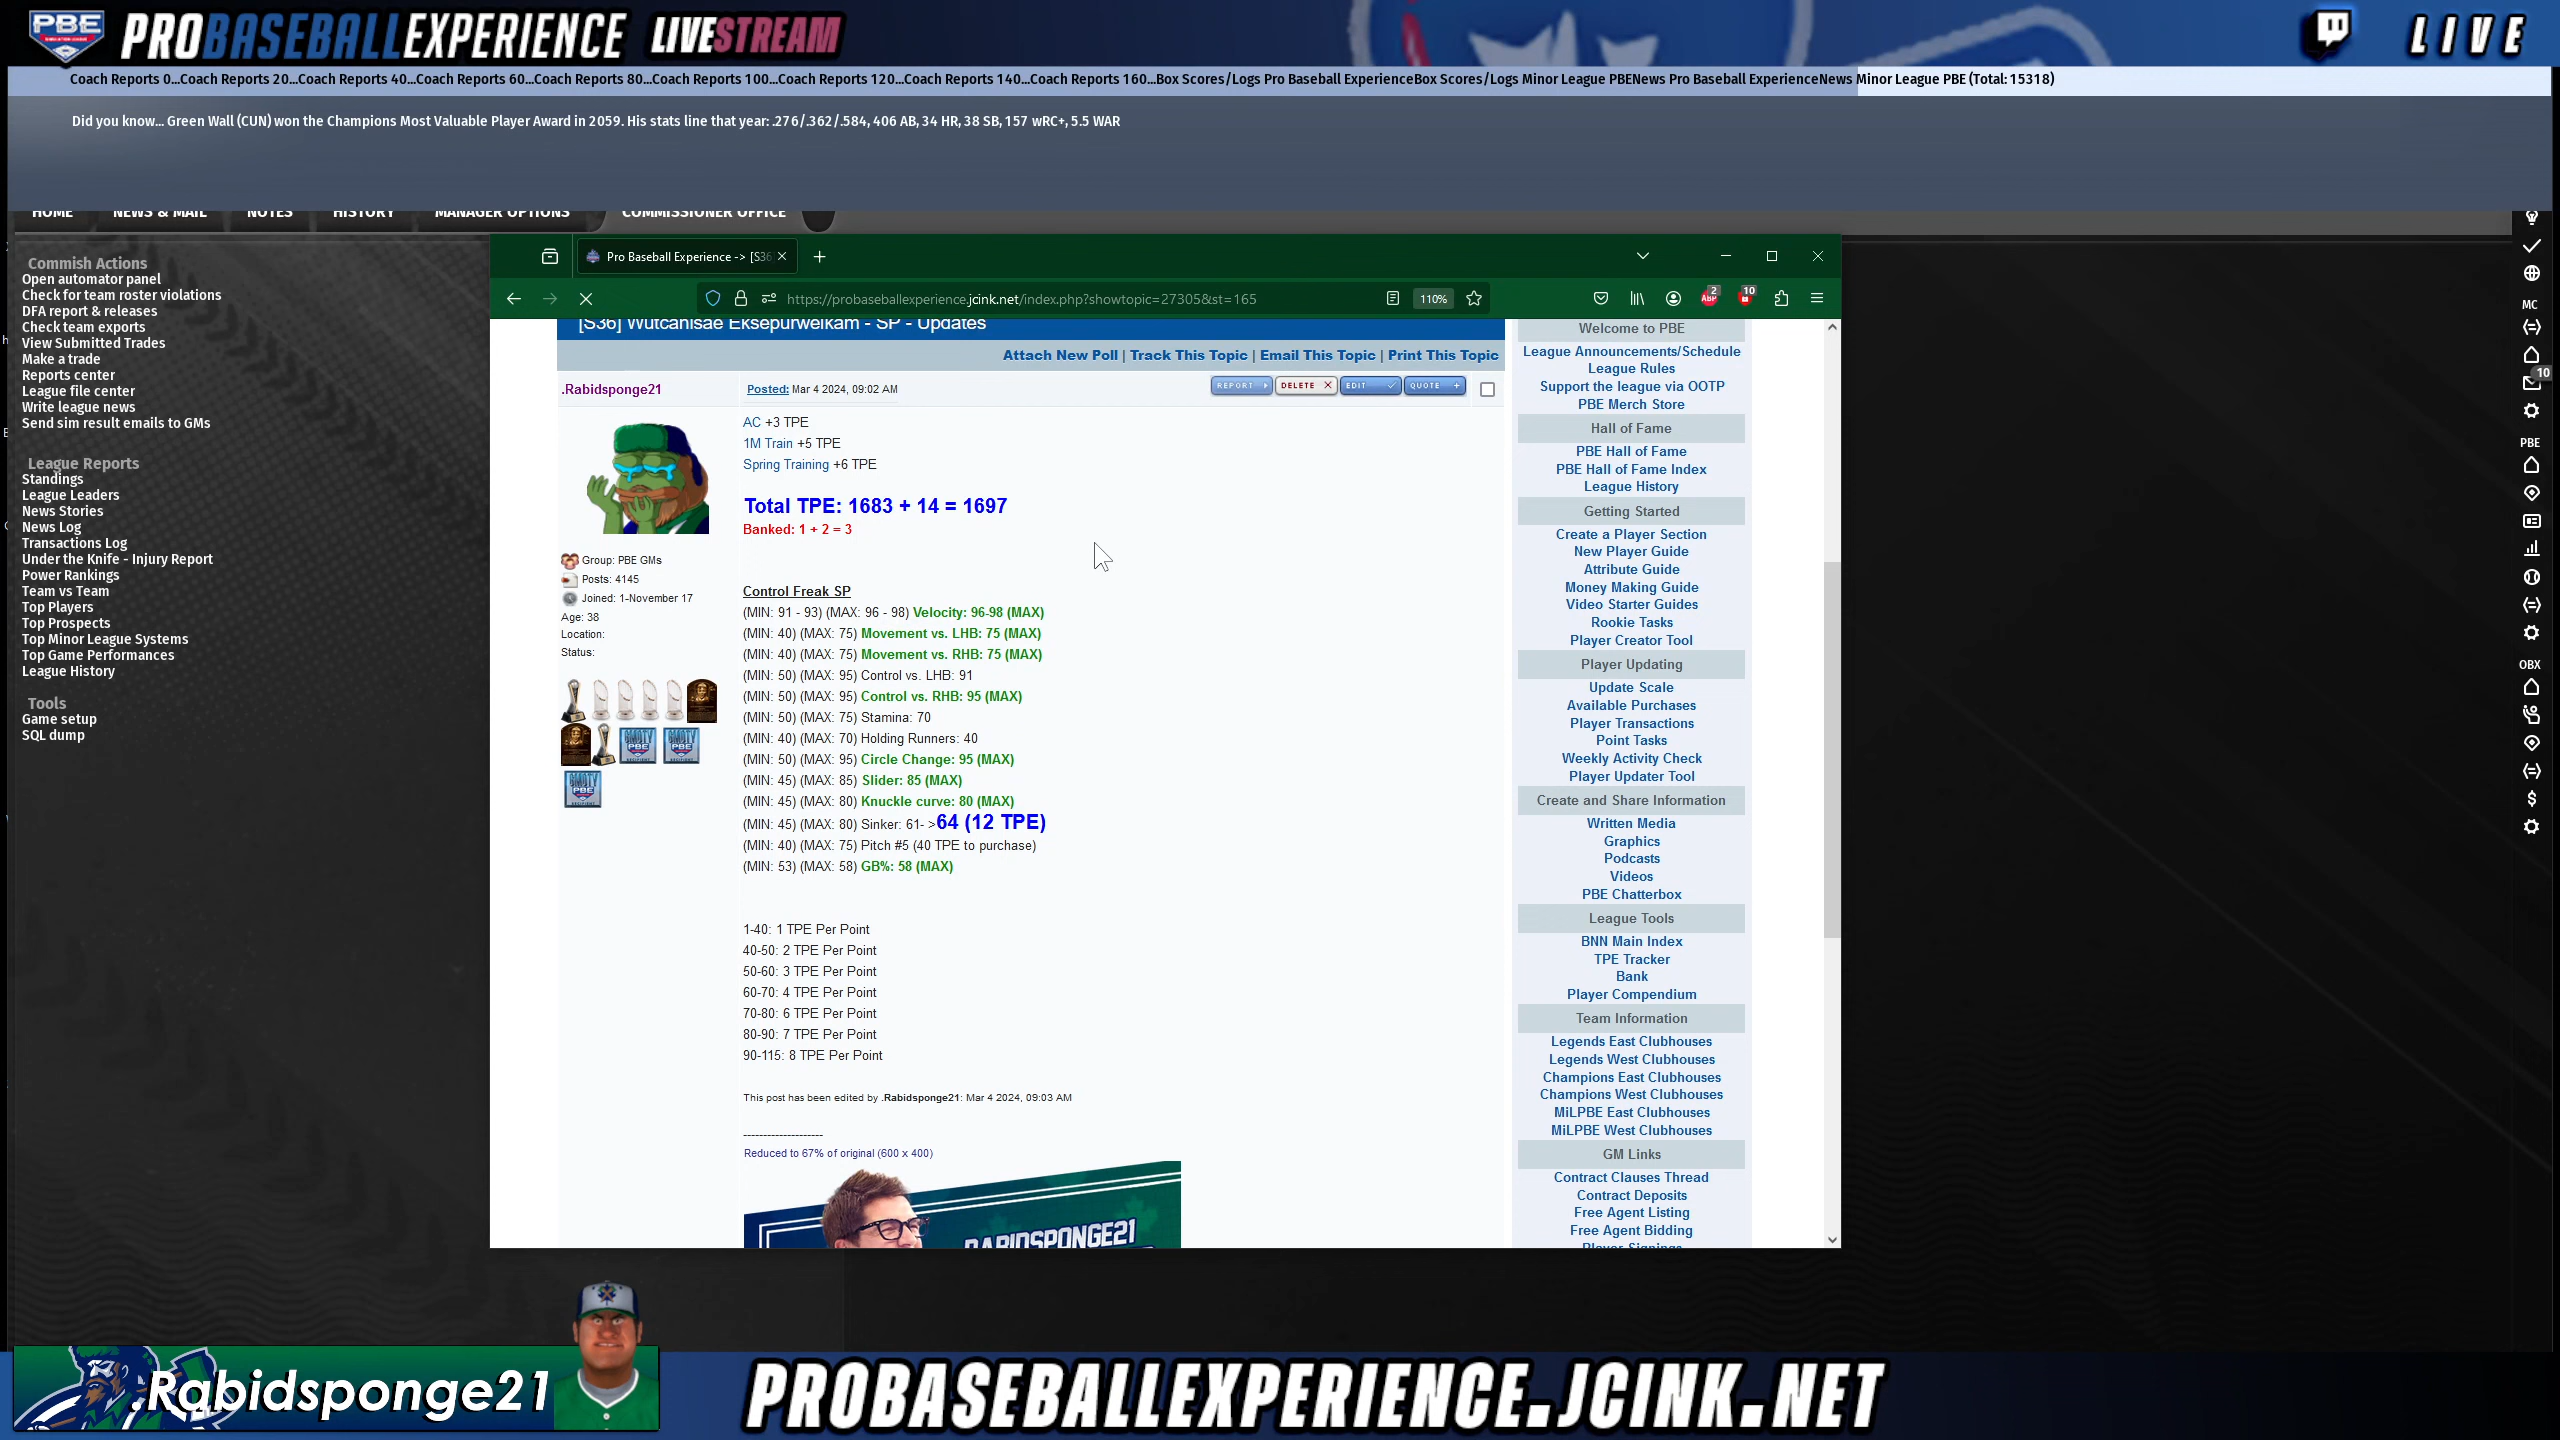 PBE PROBASEBALLEXPERIENCE LIVESTREAM LIVE
Coach Reports 0...Coach Reports 20...Coach Reports 40...Coach Reports 60...Coach Reports 80...Coach Reports 100...Coach Reports 120...Coach Reports 140...Coach Reports 160...Box Scores/Logs Pro Baseball ExperienceBox Scores/Logs Minor League PBENews Pro Baseball ExperienceNews Minor League PBE (Total: 15318)
Did you know... Green Wall (CUN) won the Champions Most Valuable Player Award in 2059. His stats line that year: .276/.362/.584, 406 AB, 34 HR, 38 SB, 157 wRC+, 5.5 WAR
HOME NEWS & MAIL NOTES HISTORY MANAGER OPTIONS COMMISSIONER OFFICE
Commish Actions
Open automator panel
Check for team roster violations
DFA report & releases
Check team exports
View Submitted Trades
Make a trade
Reports center
League file center
Write league news
Send sim result emails to GMs
League Reports
Standings
League Leaders
News Stories
News Log
Transactions Log
Under the Knife - Injury Report
Power Rankings
Team vs Team
Top Players
Top Prospects
Top Minor League Systems
Top Game Performances
League History
Tools
Game setup
SQL dump
Pro Baseball Experience -> [S36
https://probaseballexperience.jcink.net/index.php?showtopic=27305&st=165
110%
2
10
[S36] Wutcanisae Eksepurweikam - SP - Updates
Attach New Poll | Track This Topic | Email This Topic | Print This Topic
.Rabidsponge21
Posted: Mar 4 2024, 09:02 AM
REPORT DELETE EDIT QUOTE
Group: PBE GMs
Posts: 4145
Joined: 1-November 17
Age: 38
Location:
Status:
AC +3 TPE
1M Train +5 TPE
Spring Training +6 TPE
Total TPE: 1683 + 14 = 1697
Banked: 1 + 2 = 3
Control Freak SP
(MIN: 91 - 93) (MAX: 96 - 98) Velocity: 96-98 (MAX)
(MIN: 40) (MAX: 75) Movement vs. LHB: 75 (MAX)
(MIN: 40) (MAX: 75) Movement vs. RHB: 75 (MAX)
(MIN: 50) (MAX: 95) Control vs. LHB: 91
(MIN: 50) (MAX: 95) Control vs. RHB: 95 (MAX)
(MIN: 50) (MAX: 75) Stamina: 70
(MIN: 40) (MAX: 70) Holding Runners: 40
(MIN: 50) (MAX: 95) Circle Change: 95 (MAX)
(MIN: 45) (MAX: 85) Slider: 85 (MAX)
(MIN: 45) (MAX: 80) Knuckle curve: 80 (MAX)
(MIN: 45) (MAX: 80) Sinker: 61- >64 (12 TPE)
(MIN: 40) (MAX: 75) Pitch #5 (40 TPE to purchase)
(MIN: 53) (MAX: 58) GB%: 58 (MAX)
1-40: 1 TPE Per Point
40-50: 2 TPE Per Point
50-60: 3 TPE Per Point
60-70: 4 TPE Per Point
70-80: 6 TPE Per Point
80-90: 7 TPE Per Point
90-115: 8 TPE Per Point
This post has been edited by .Rabidsponge21: Mar 4 2024, 09:03 AM
--------------------
Reduced to 67% of original (600 x 400)
RABIDSPONGE21
Welcome to PBE
League Announcements/Schedule
League Rules
Support the league via OOTP
PBE Merch Store
Hall of Fame
PBE Hall of Fame
PBE Hall of Fame Index
League History
Getting Started
Create a Player Section
New Player Guide
Attribute Guide
Money Making Guide
Video Starter Guides
Rookie Tasks
Player Creator Tool
Player Updating
Update Scale
Available Purchases
Player Transactions
Point Tasks
Weekly Activity Check
Player Updater Tool
Create and Share Information
Written Media
Graphics
Podcasts
Videos
PBE Chatterbox
League Tools
BNN Main Index
TPE Tracker
Bank
Player Compendium
Team Information
Legends East Clubhouses
Legends West Clubhouses
Champions East Clubhouses
Champions West Clubhouses
MiLPBE East Clubhouses
MiLPBE West Clubhouses
GM Links
Contract Clauses Thread
Contract Deposits
Free Agent Listing
Free Agent Bidding
Player Signings
MC
10
PBE
OBX
.Rabidsponge21
PROBASEBALLEXPERIENCE.JCINK.NET